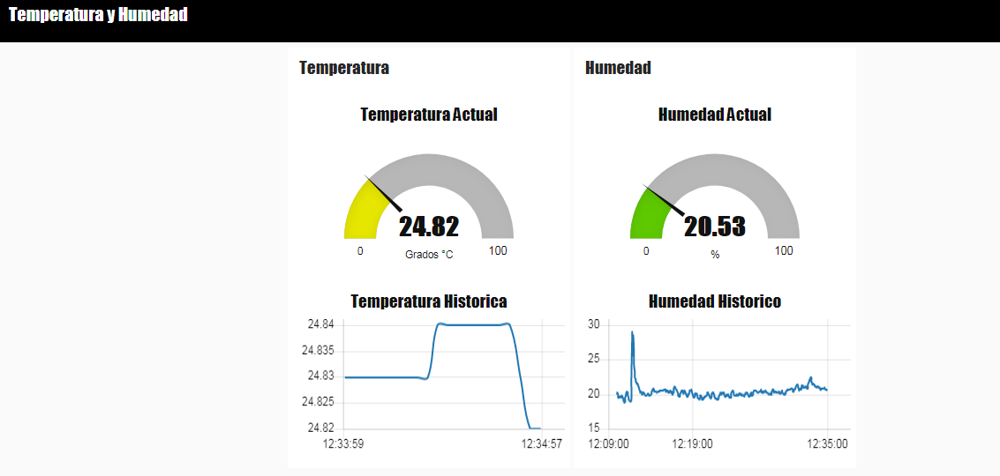 Temperatura y Humedad
Temperatura
Temperatura Actual
24.82
0
Grados °C
100
Temperatura Historica
24.84
24.835
24.83
24.825
24.82
12:33:59
12:34:57
Humedad
Humedad Actual
20.53
0
%
100
Humedad Historico
30
25
20
15
12:09:00
12:19:00
12:35:00